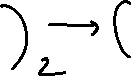 )₂ → (